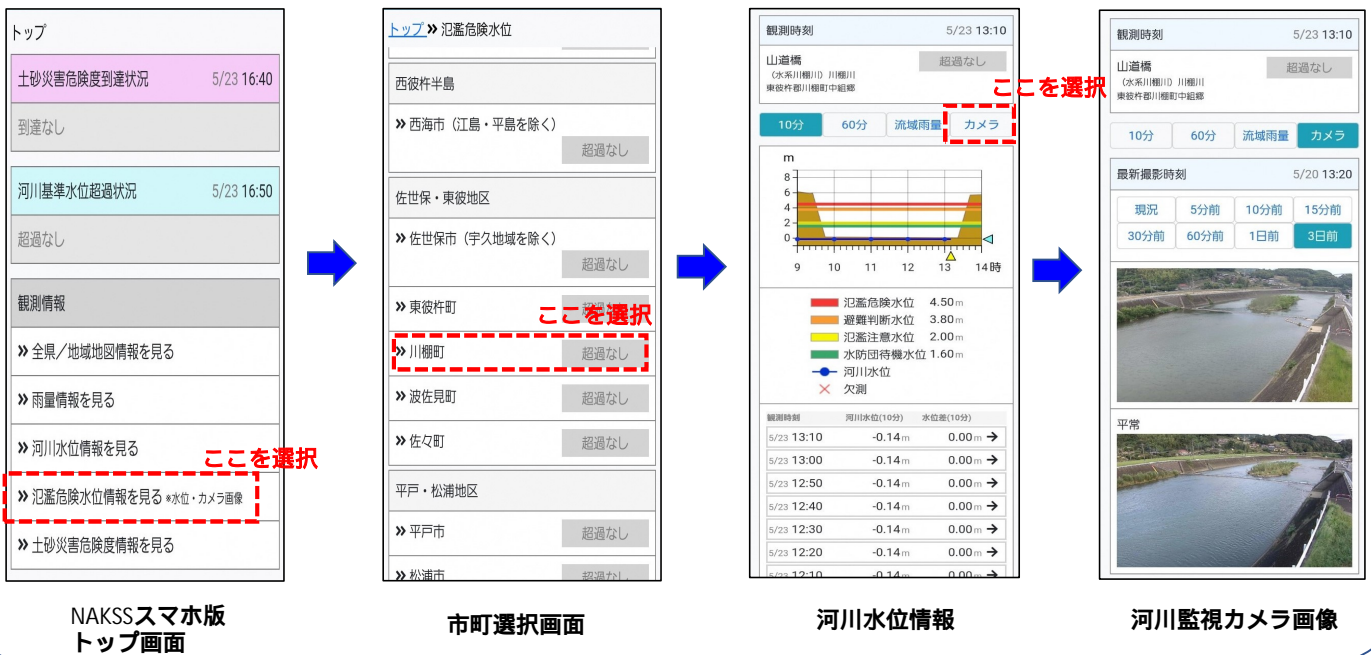 トップ
土砂災害危険度到達状況 5/23 16:40
到達なし
河川基準水位超過状況 5/23 16:50
超過なし
観測情報
» 全県／地域地図情報を見る
» 雨量情報を見る
» 河川水位情報を見る
ここを選択
» 氾濫危険水位情報を見る ※水位・カメラ画像
» 土砂災害危険度情報を見る
NAKSSスマホ版
トップ画面
トップ » 氾濫危険水位
西彼杵半島
» 西海市（江島・平島を除く）
超過なし
佐世保・東彼地区
» 佐世保市（宇久地域を除く）
超過なし
» 東彼杵町 超過なし
ここを選択
» 川棚町 超過なし
» 波佐見町 超過なし
» 佐々町 超過なし
平戸・松浦地区
» 平戸市 超過なし
» 松浦市 超過なし
市町選択画面
観測時刻 5/23 13:10
山道橋 超過なし
（水系川棚川）川棚川
東彼杵郡川棚町中組郷
ここを選択
10分 60分 流域雨量 カメラ
m
8
6
4
2
0
9 10 11 12 13 14時
氾濫危険水位 4.50m
避難判断水位 3.80m
氾濫注意水位 2.00m
水防団待機水位 1.60m
河川水位
欠測
観測時刻 河川水位(10分) 水位差(10分)
5/23 13:10 -0.14m 0.00m →
5/23 13:00 -0.14m 0.00m →
5/23 12:50 -0.14m 0.00m →
5/23 12:40 -0.14m 0.00m →
5/23 12:30 -0.14m 0.00m →
5/23 12:20 -0.14m 0.00m →
5/23 12:10 -0.14m 0.00m →
河川水位情報
観測時刻 5/23 13:10
山道橋 超過なし
（水系川棚川）川棚川
東彼杵郡川棚町中組郷
10分 60分 流域雨量 カメラ
最新撮影時刻 5/20 13:20
現況 5分前 10分前 15分前
30分前 60分前 1日前 3日前
平常
河川監視カメラ画像